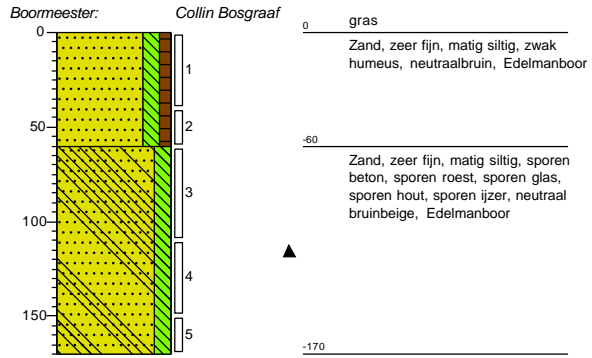 Boormeester: Collin Bosgraaf
0
50
100
150
1
2
3
4
5
0 gras
Zand, zeer fijn, matig siltig, zwak
humeus, neutraalbruin, Edelmanboor
-60
Zand, zeer fijn, matig siltig, sporen
beton, sporen roest, sporen glas,
sporen hout, sporen ijzer, neutraal
bruinbeige, Edelmanboor
-170